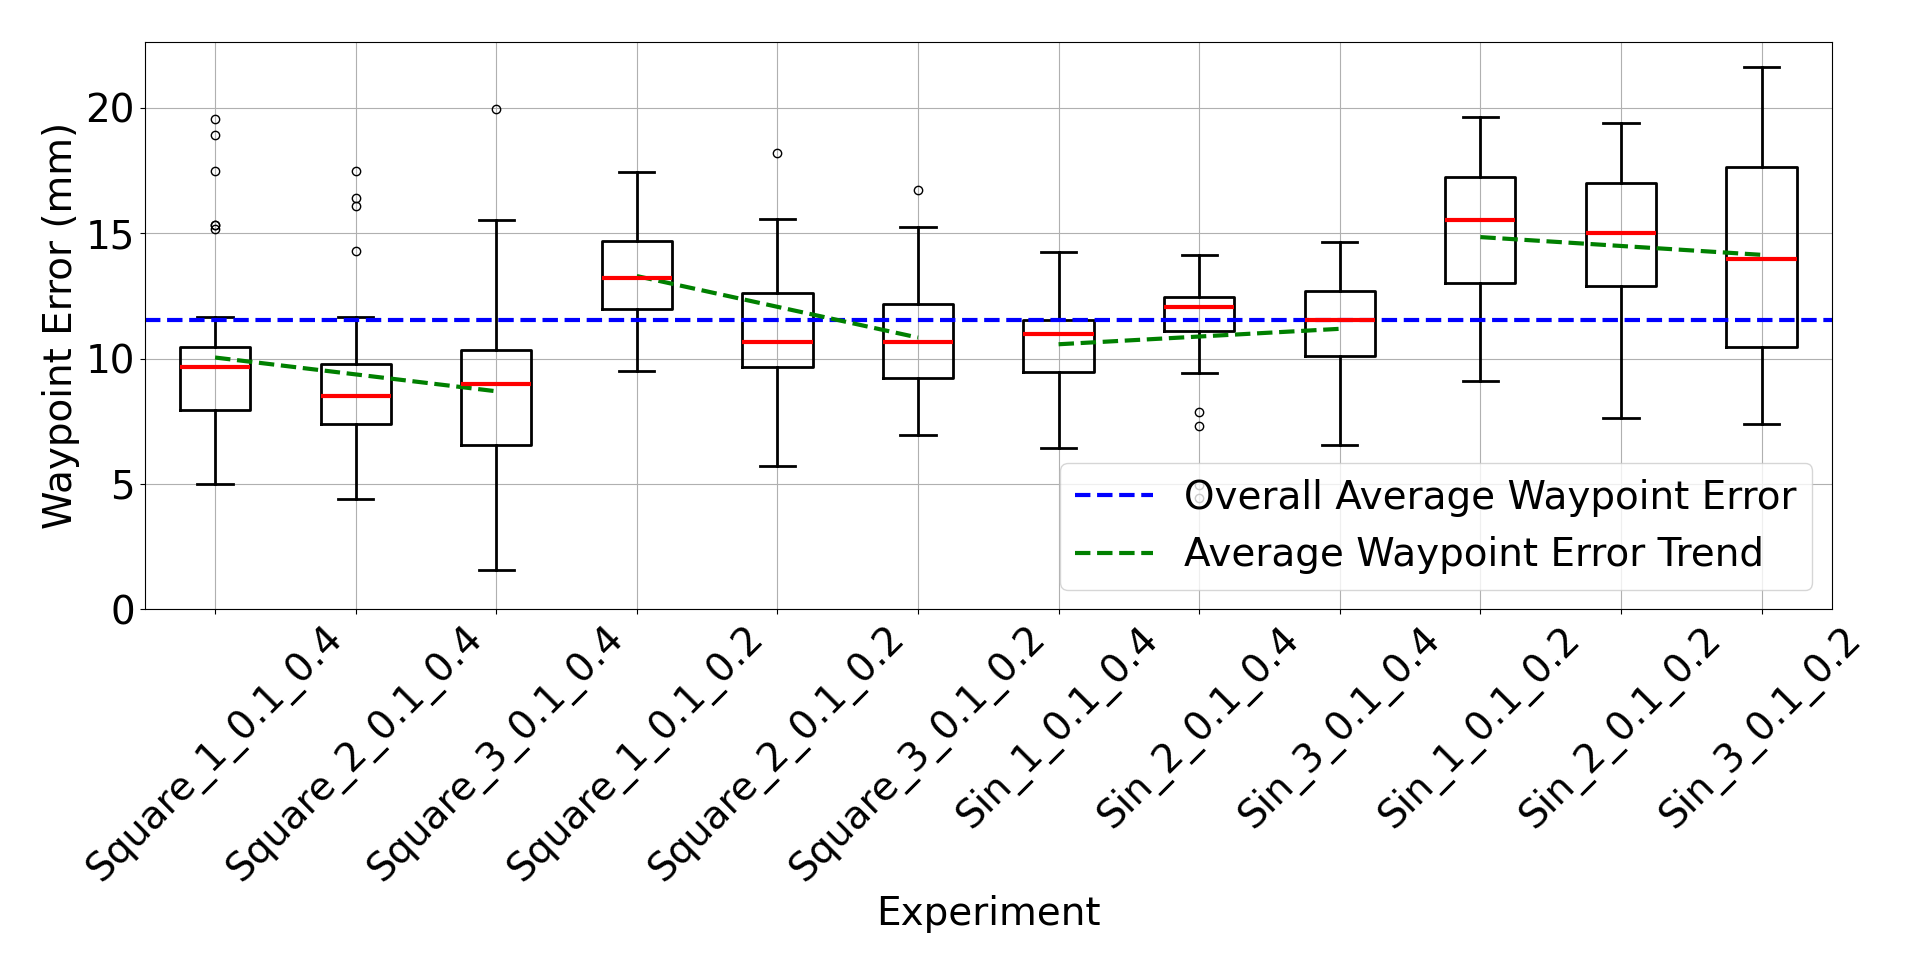 Waypoint Error (mm)
20
15
10
5
0
Overall Average Waypoint Error
Average Waypoint Error Trend
Square_1_0.1_0.4
Square_2_0.1_0.4
Square_3_0.1_0.4
Square_1_0.1_0.2
Square_2_0.1_0.2
Square_3_0.1_0.2
Sin_1_0.1_0.4
Sin_2_0.1_0.4
Sin_3_0.1_0.4
Sin_1_0.1_0.2
Sin_2_0.1_0.2
Sin_3_0.1_0.2
Experiment